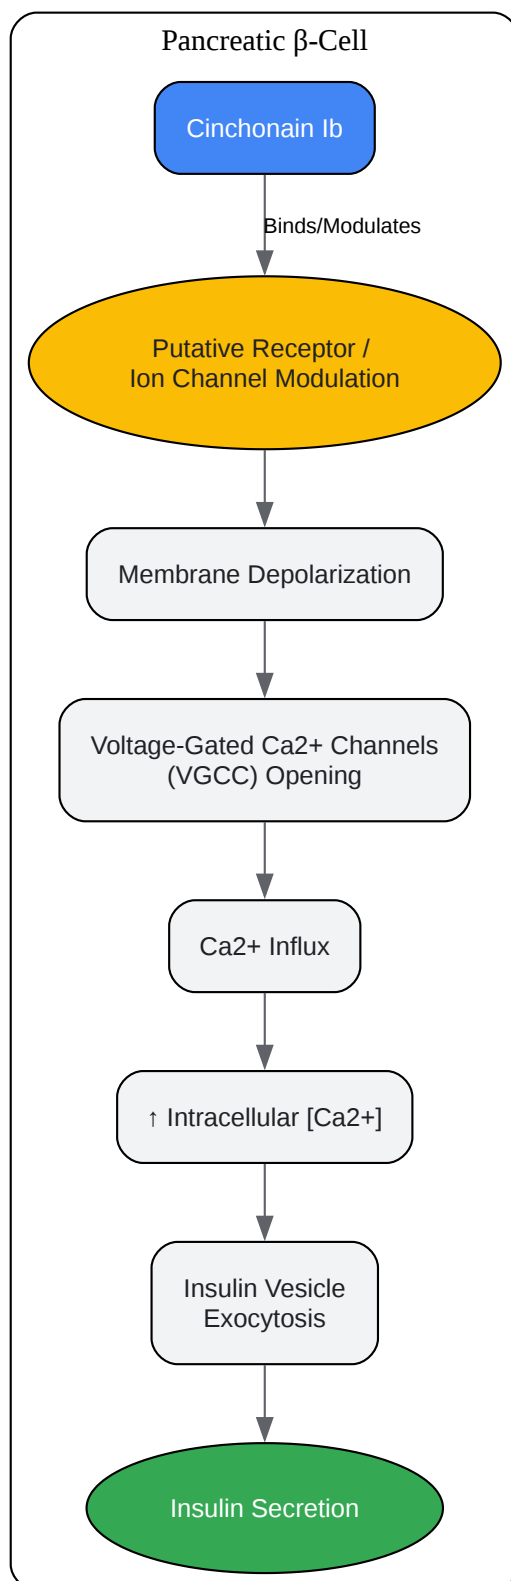 Pancreatic β-Cell
Cinchonain Ib
Binds/Modulates
Putative Receptor /
Ion Channel Modulation
Membrane Depolarization
Voltage-Gated Ca2+ Channels
(VGCC) Opening
Ca2+ Influx
↑ Intracellular [Ca2+]
Insulin Vesicle
Exocytosis
Insulin Secretion